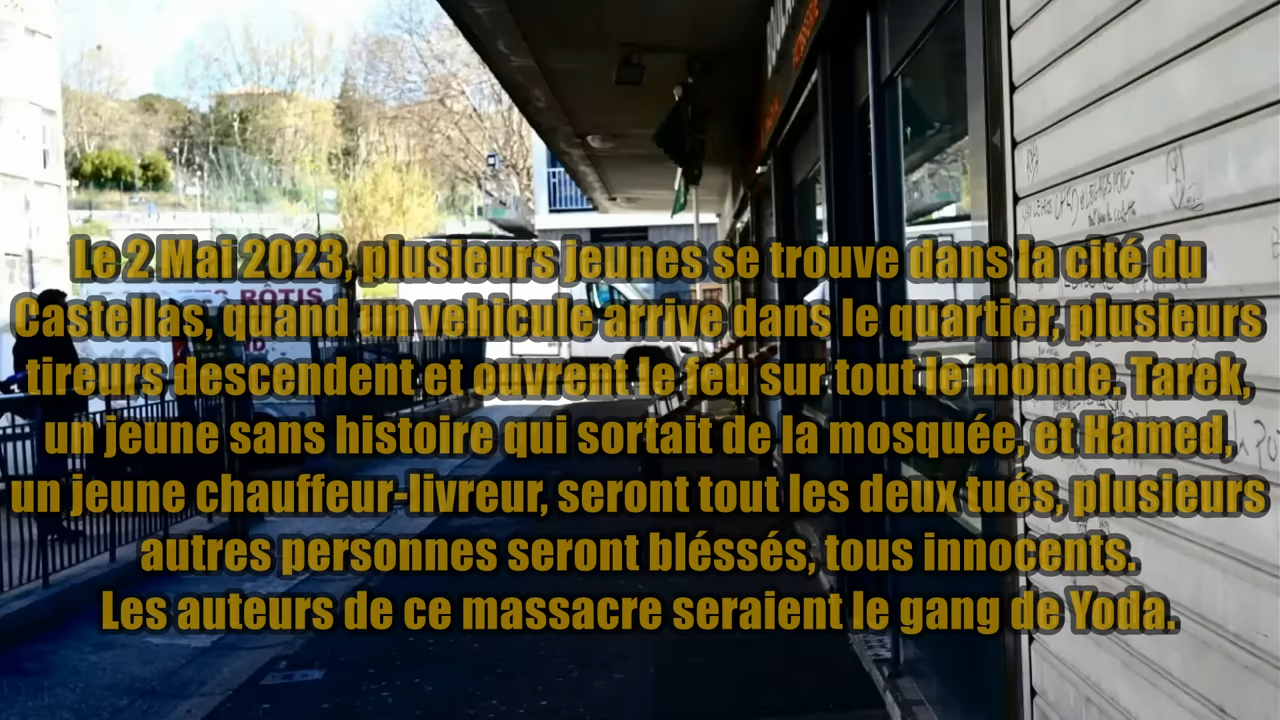 Le 2 Mai 2023, plusieurs jeunes se trouve dans la cité du
Castellas, quand un vehicule arrive dans le quartier, plusieurs
tireurs descendent et ouvrent le feu sur tout le monde. Tarek,
un jeune sans histoire qui sortait de la mosquée, et Hamed,
un jeune chauffeur-livreur, seront tout les deux tués, plusieurs
autres personnes seront bléssés, tous innocents.
Les auteurs de ce massacre seraient le gang de Yoda.
RÔTIS